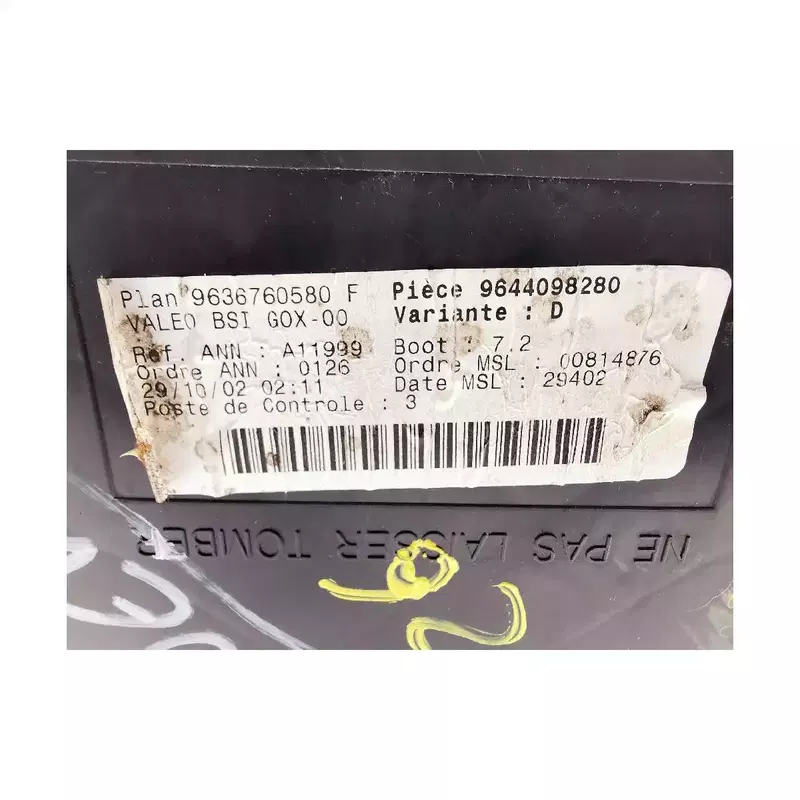 Plan 9636760580 F Pièce 9644098280
VALEO BSI GOX-00 Variante : D
Réf. ANN : A11999 Boot : 7.2
Ordre ANN : 0126 Ordre MSL : 00814876
29/10/02 02:11 Date MSL : 29402
Poste de Controle : 3
NE PAS LAISSER TOMBER